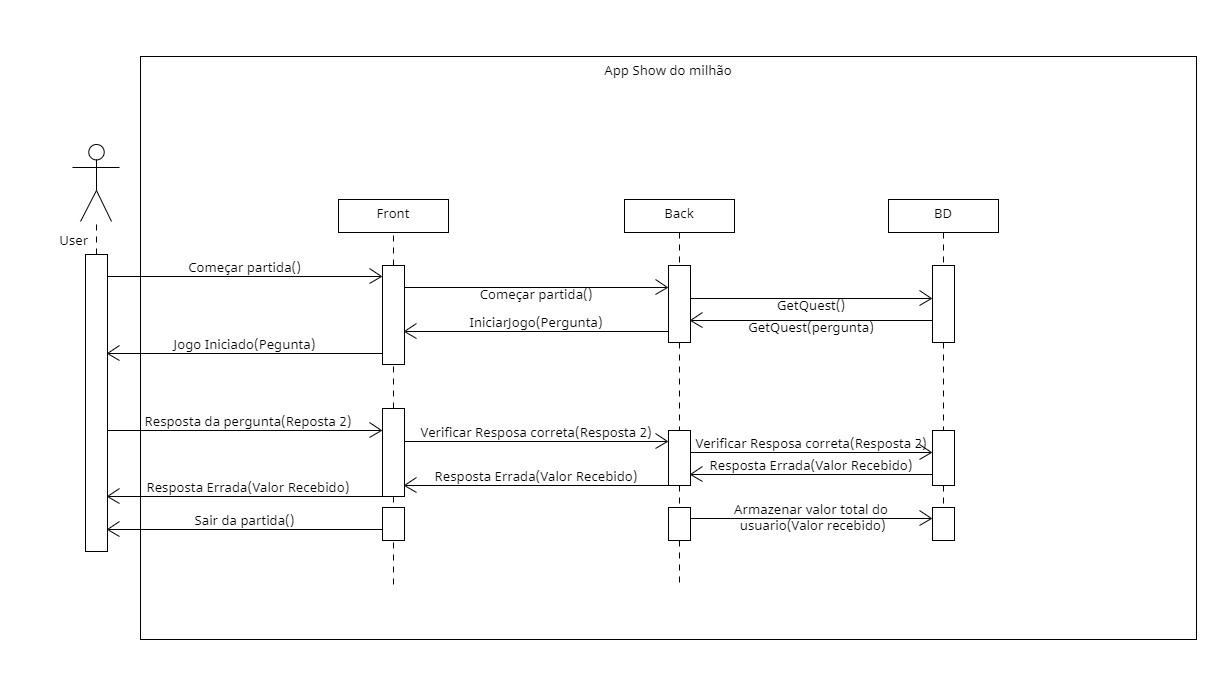 App Show do milhão
User
Front
Back
BD
Começar partida()
Começar partida()
GetQuest()
GetQuest(pergunta)
IniciarJogo(Pergunta)
Jogo Iniciado(Pegunta)
Resposta da pergunta(Reposta 2)
Verificar Resposa correta(Resposta 2)
Verificar Resposa correta(Resposta 2)
Resposta Errada(Valor Recebido)
Resposta Errada(Valor Recebido)
Resposta Errada(Valor Recebido)
Armazenar valor total do
usuario(Valor recebido)
Sair da partida()